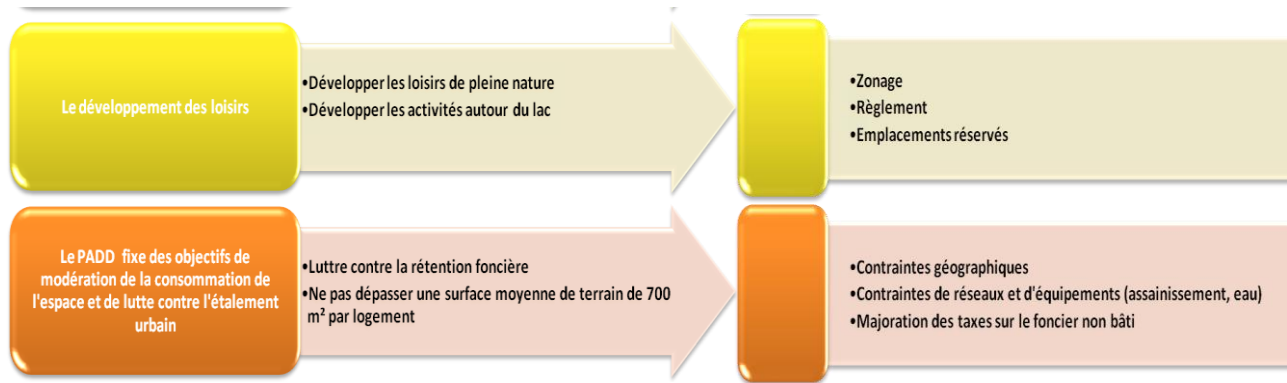 Le développement des loisirs
•Développer les loisirs de pleine nature
•Développer les activités autour du lac
•Zonage
•Règlement
•Emplacements réservés
Le PADD fixe des objectifs de
modération de la consommation de
l'espace et de lutte contre l'étalement
urbain
•Luttre contre la rétention foncière
•Ne pas dépasser une surface moyenne de terrain de 700
m² par logement
•Contraintes géographiques
•Contraintes de réseaux et d'équipements (assainissement, eau)
•Majoration des taxes sur le foncier non bâti